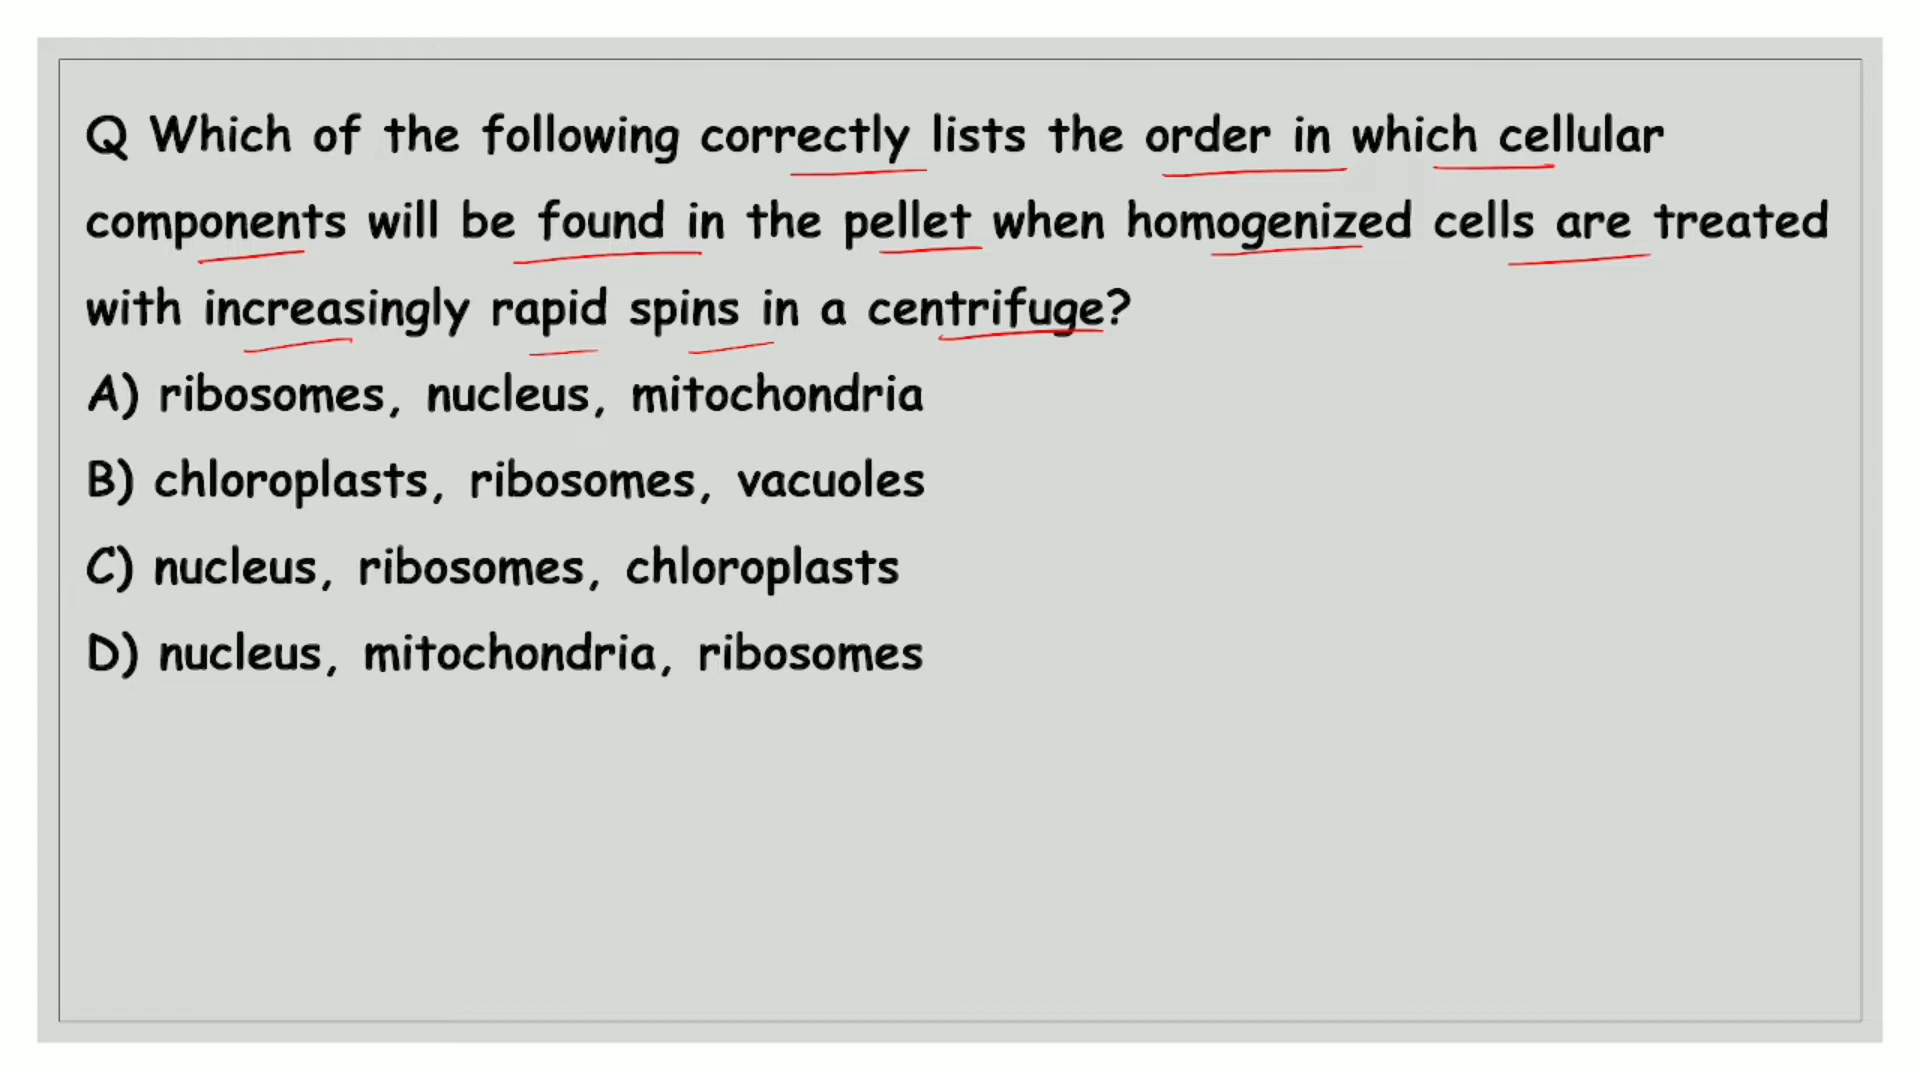 Q Which of the following correctly lists the order in which cellular
components will be found in the pellet when homogenized cells are treated
with increasingly rapid spins in a centrifuge?
A) ribosomes, nucleus, mitochondria
B) chloroplasts, ribosomes, vacuoles
C) nucleus, ribosomes, chloroplasts
D) nucleus, mitochondria, ribosomes